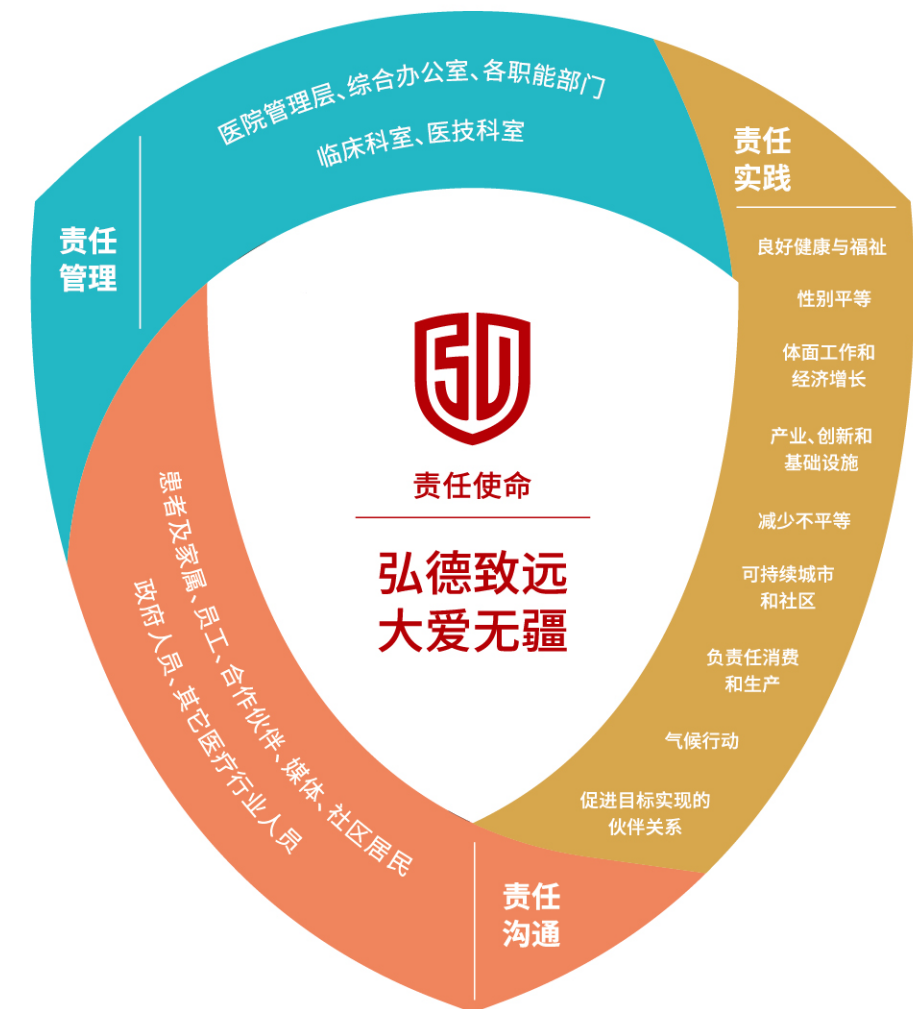 医院管理层、综合办公室、各职能部门
临床科室、医技科室
责任
管理
责任
实践
良好健康与福祉
性别平等
体面工作和
经济增长
产业、创新和
基础设施
减少不平等
可持续城市
和社区
负责任消费
和生产
气候行动
促进目标实现的
伙伴关系
责任使命
弘德致远
大爱无疆
患者及家属、员工、合作伙伴、媒体、社区居民
政府人员、其它医疗行业人员
责任
沟通